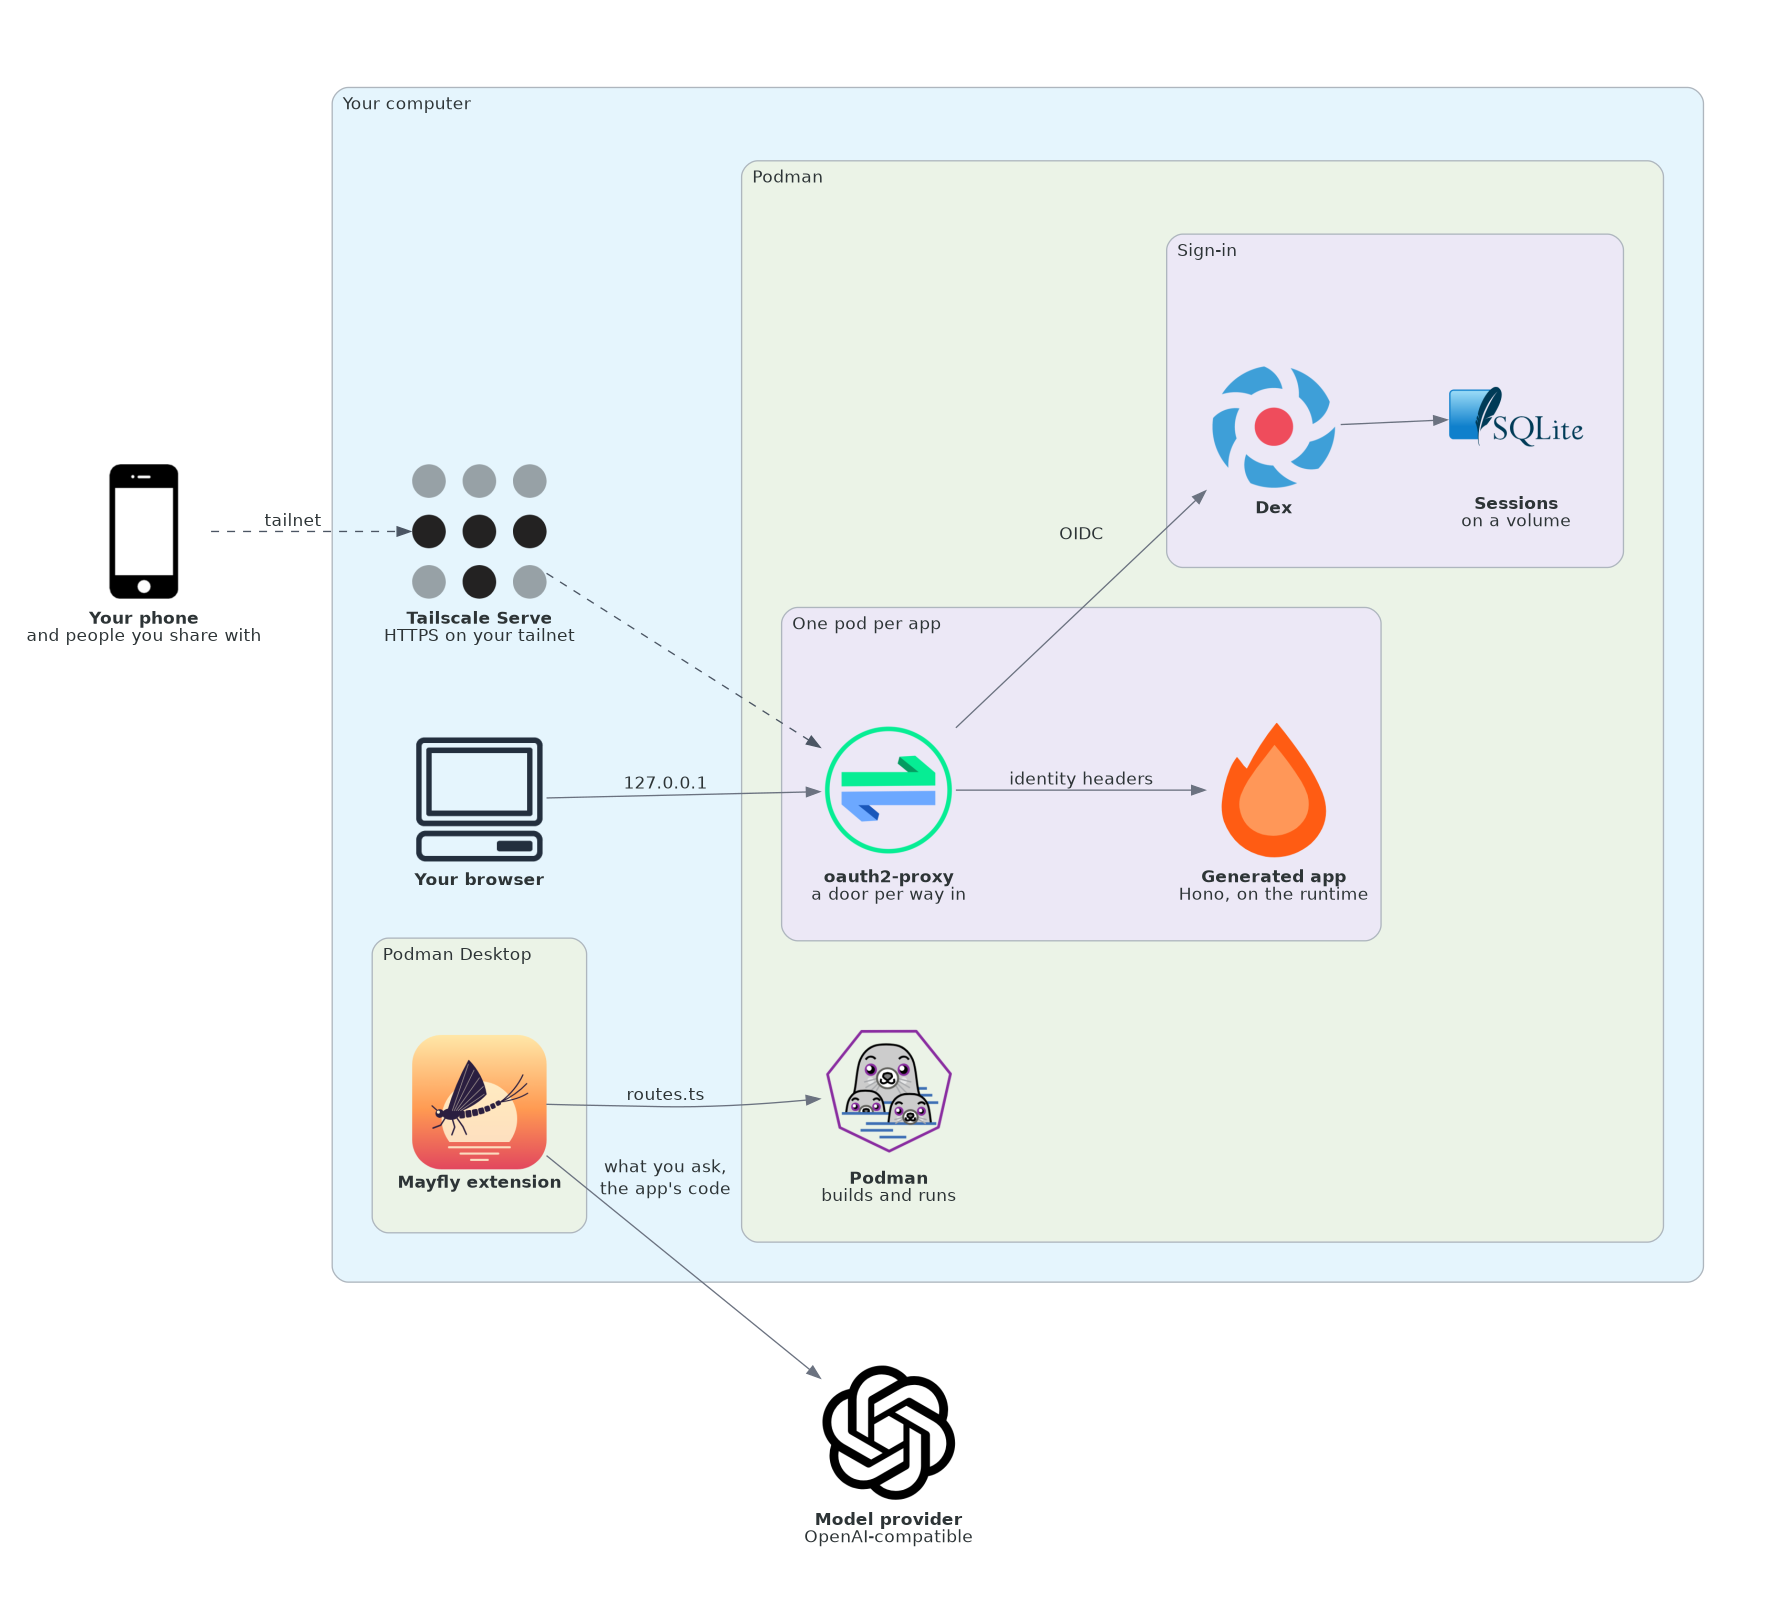 Your computer
Podman
Sign-in
SQLite
Dex
Sessions
on a volume
OIDC
tailnet
Your phone
and people you share with
Tailscale Serve
HTTPS on your tailnet
One pod per app
127.0.0.1
identity headers
Your browser
oauth2-proxy
a door per way in
Generated app
Hono, on the runtime
Podman Desktop
routes.ts
Mayfly extension
what you ask,
the app's code
Podman
builds and runs
Model provider
OpenAI-compatible